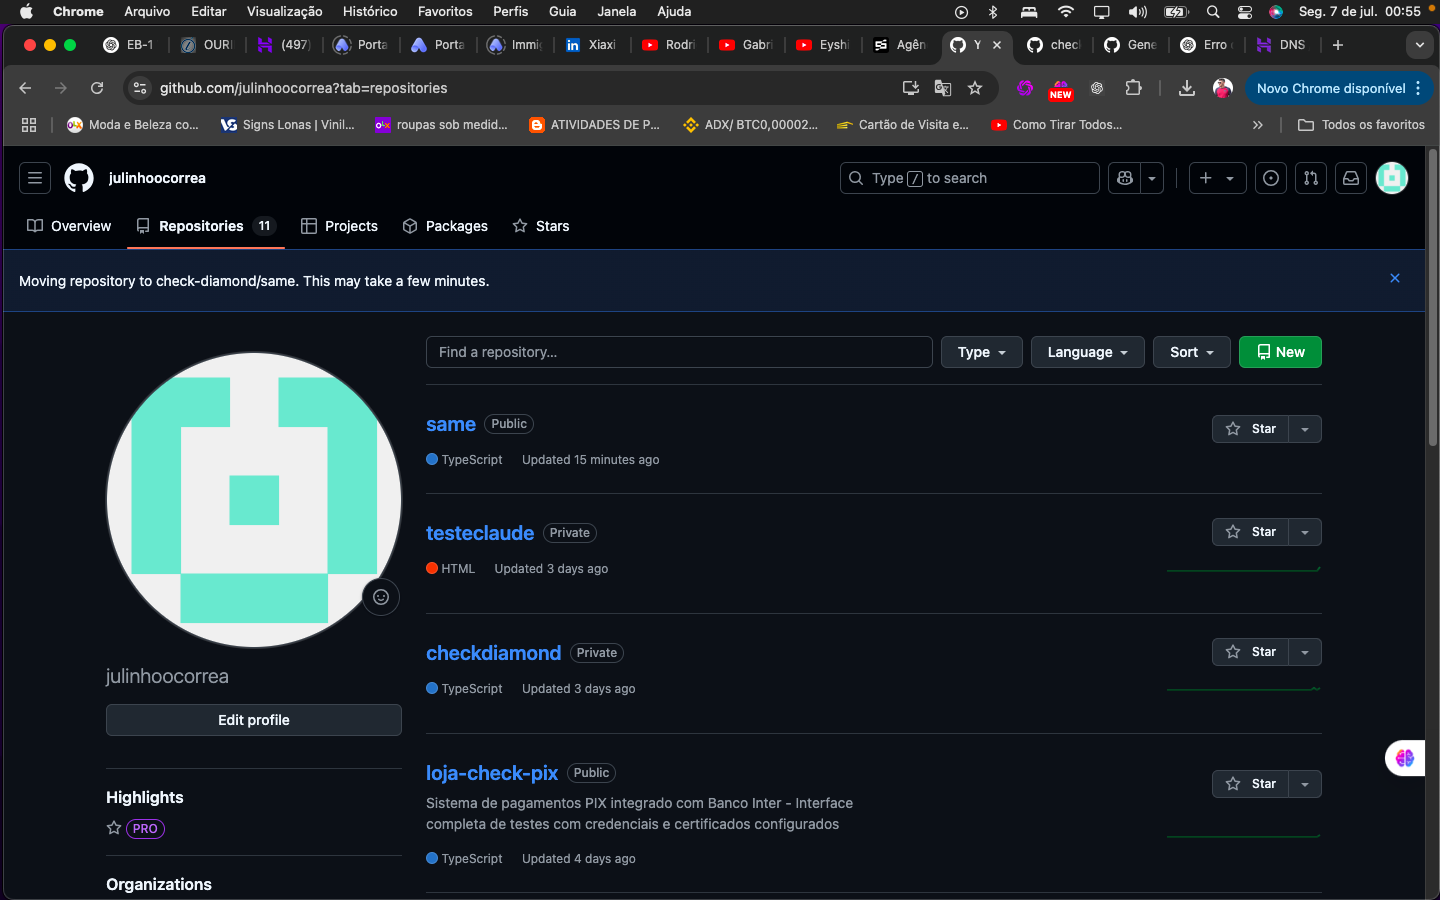 Chrome Arquivo Editar Visualização Histórico Favoritos Perfis Guia Janela Ajuda Seg. 7 de jul. 00:55
EB-1 OURI (497) Porta Porta Immig Xiaxi Rodri Gabri Eyshi Agên Y chec Gene Erro DNS
github.com/julinhoocorrea?tab=repositories NEW Novo Chrome disponível
Moda e Beleza co... Signs Lonas | Vinil... roupas sob medid... ATIVIDADES DE P... ADX/ BTC0,00002... Cartão de Visita e... Como Tirar Todos... Todos os favoritos
julinhoocorrea Type / to search
Overview Repositories 11 Projects Packages Stars
Moving repository to check-diamond/same. This may take a few minutes.
Find a repository... Type Language Sort New
same Public Star
TypeScript Updated 15 minutes ago
testeclaude Private Star
HTML Updated 3 days ago
checkdiamond Private Star
TypeScript Updated 3 days ago
julinhoocorrea
Edit profile
loja-check-pix Public Star
Sistema de pagamentos PIX integrado com Banco Inter - Interface
completa de testes com credenciais e certificados configurados
TypeScript Updated 4 days ago
Highlights
PRO
Organizations